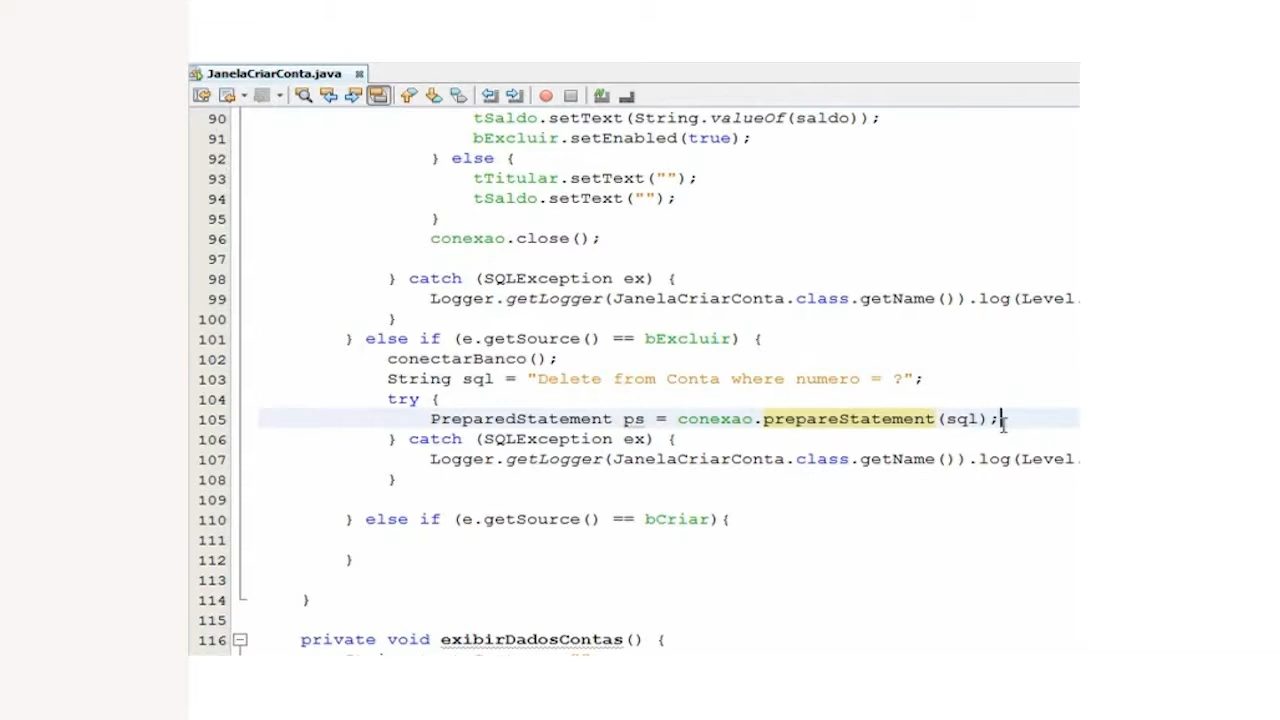 JanelaCriarConta.java
90 tSaldo.setText(String.valueOf(saldo));
91 bExcluir.setEnabled(true);
92 } else {
93 tTitular.setText("");
94 tSaldo.setText("");
95 }
96 conexao.close();
97
98 } catch (SQLException ex) {
99 Logger.getLogger(JanelaCriarConta.class.getName()).log(Level.
100 }
101 } else if (e.getSource() == bExcluir) {
102 conectarBanco();
103 String sql = "Delete from Conta where numero = ?";
104 try {
105 PreparedStatement ps = conexao.prepareStatement(sql);
106 } catch (SQLException ex) {
107 Logger.getLogger(JanelaCriarConta.class.getName()).log(Level.
108 }
109
110 } else if (e.getSource() == bCriar){
111
112 }
113
114 }
115
116 private void exibirDadosContas() {